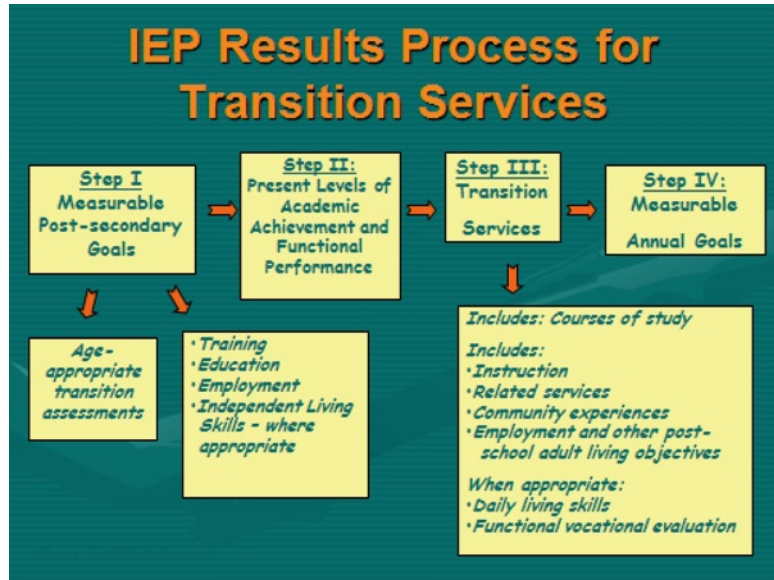 IEP Results Process for
Transition Services
Step I
Measurable
Post-secondary
Goals
Step II:
Present Levels of
Academic
Achievement and
Functional
Performance
Step III:
Transition
Services
Step IV:
Measurable
Annual Goals
Age-
appropriate
transition
assessments
•Training
•Education
•Employment
•Independent Living
Skills – where
appropriate
Includes: Courses of study
Includes:
•Instruction
•Related services
•Community experiences
•Employment and other post-
school adult living objectives
When appropriate:
•Daily living skills
•Functional vocational evaluation